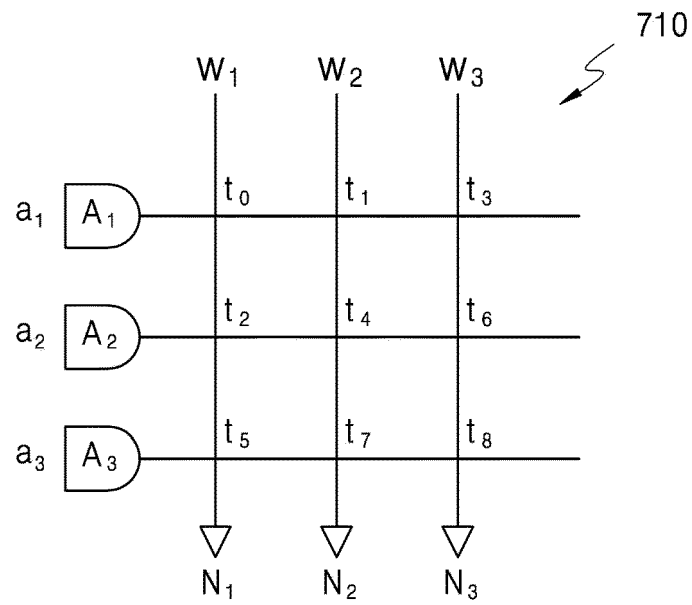 710
W₁ W₂ W₃
t₀ t₁ t₃
a₁ A₁
t₂ t₄ t₆
a₂ A₂
t₅ t₇ t₈
a₃ A₃
N₁ N₂ N₃